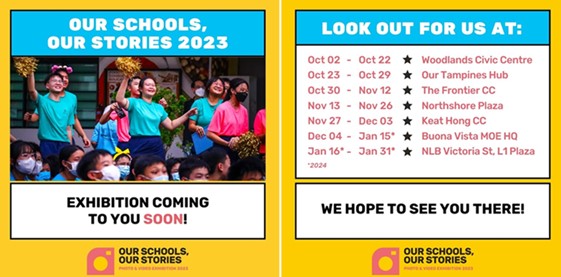 OUR SCHOOLS,
OUR STORIES 2023
EXHIBITION COMING
TO YOU SOON!
OUR SCHOOLS,
OUR STORIES
PHOTO & VIDEO EXHIBITION 2023
LOOK OUT FOR US AT:
Oct 02 - Oct 22 ★ Woodlands Civic Centre
Oct 23 - Oct 29 ★ Our Tampines Hub
Oct 30 - Nov 12 ★ The Frontier CC
Nov 13 - Nov 26 ★ Northshore Plaza
Nov 27 - Dec 03 ★ Keat Hong CC
Dec 04 - Jan 15* ★ Buona Vista MOE HQ
Jan 16* - Jan 31* ★ NLB Victoria St, L1 Plaza
*2024
WE HOPE TO SEE YOU THERE!
OUR SCHOOLS,
OUR STORIES
PHOTO & VIDEO EXHIBITION 2023